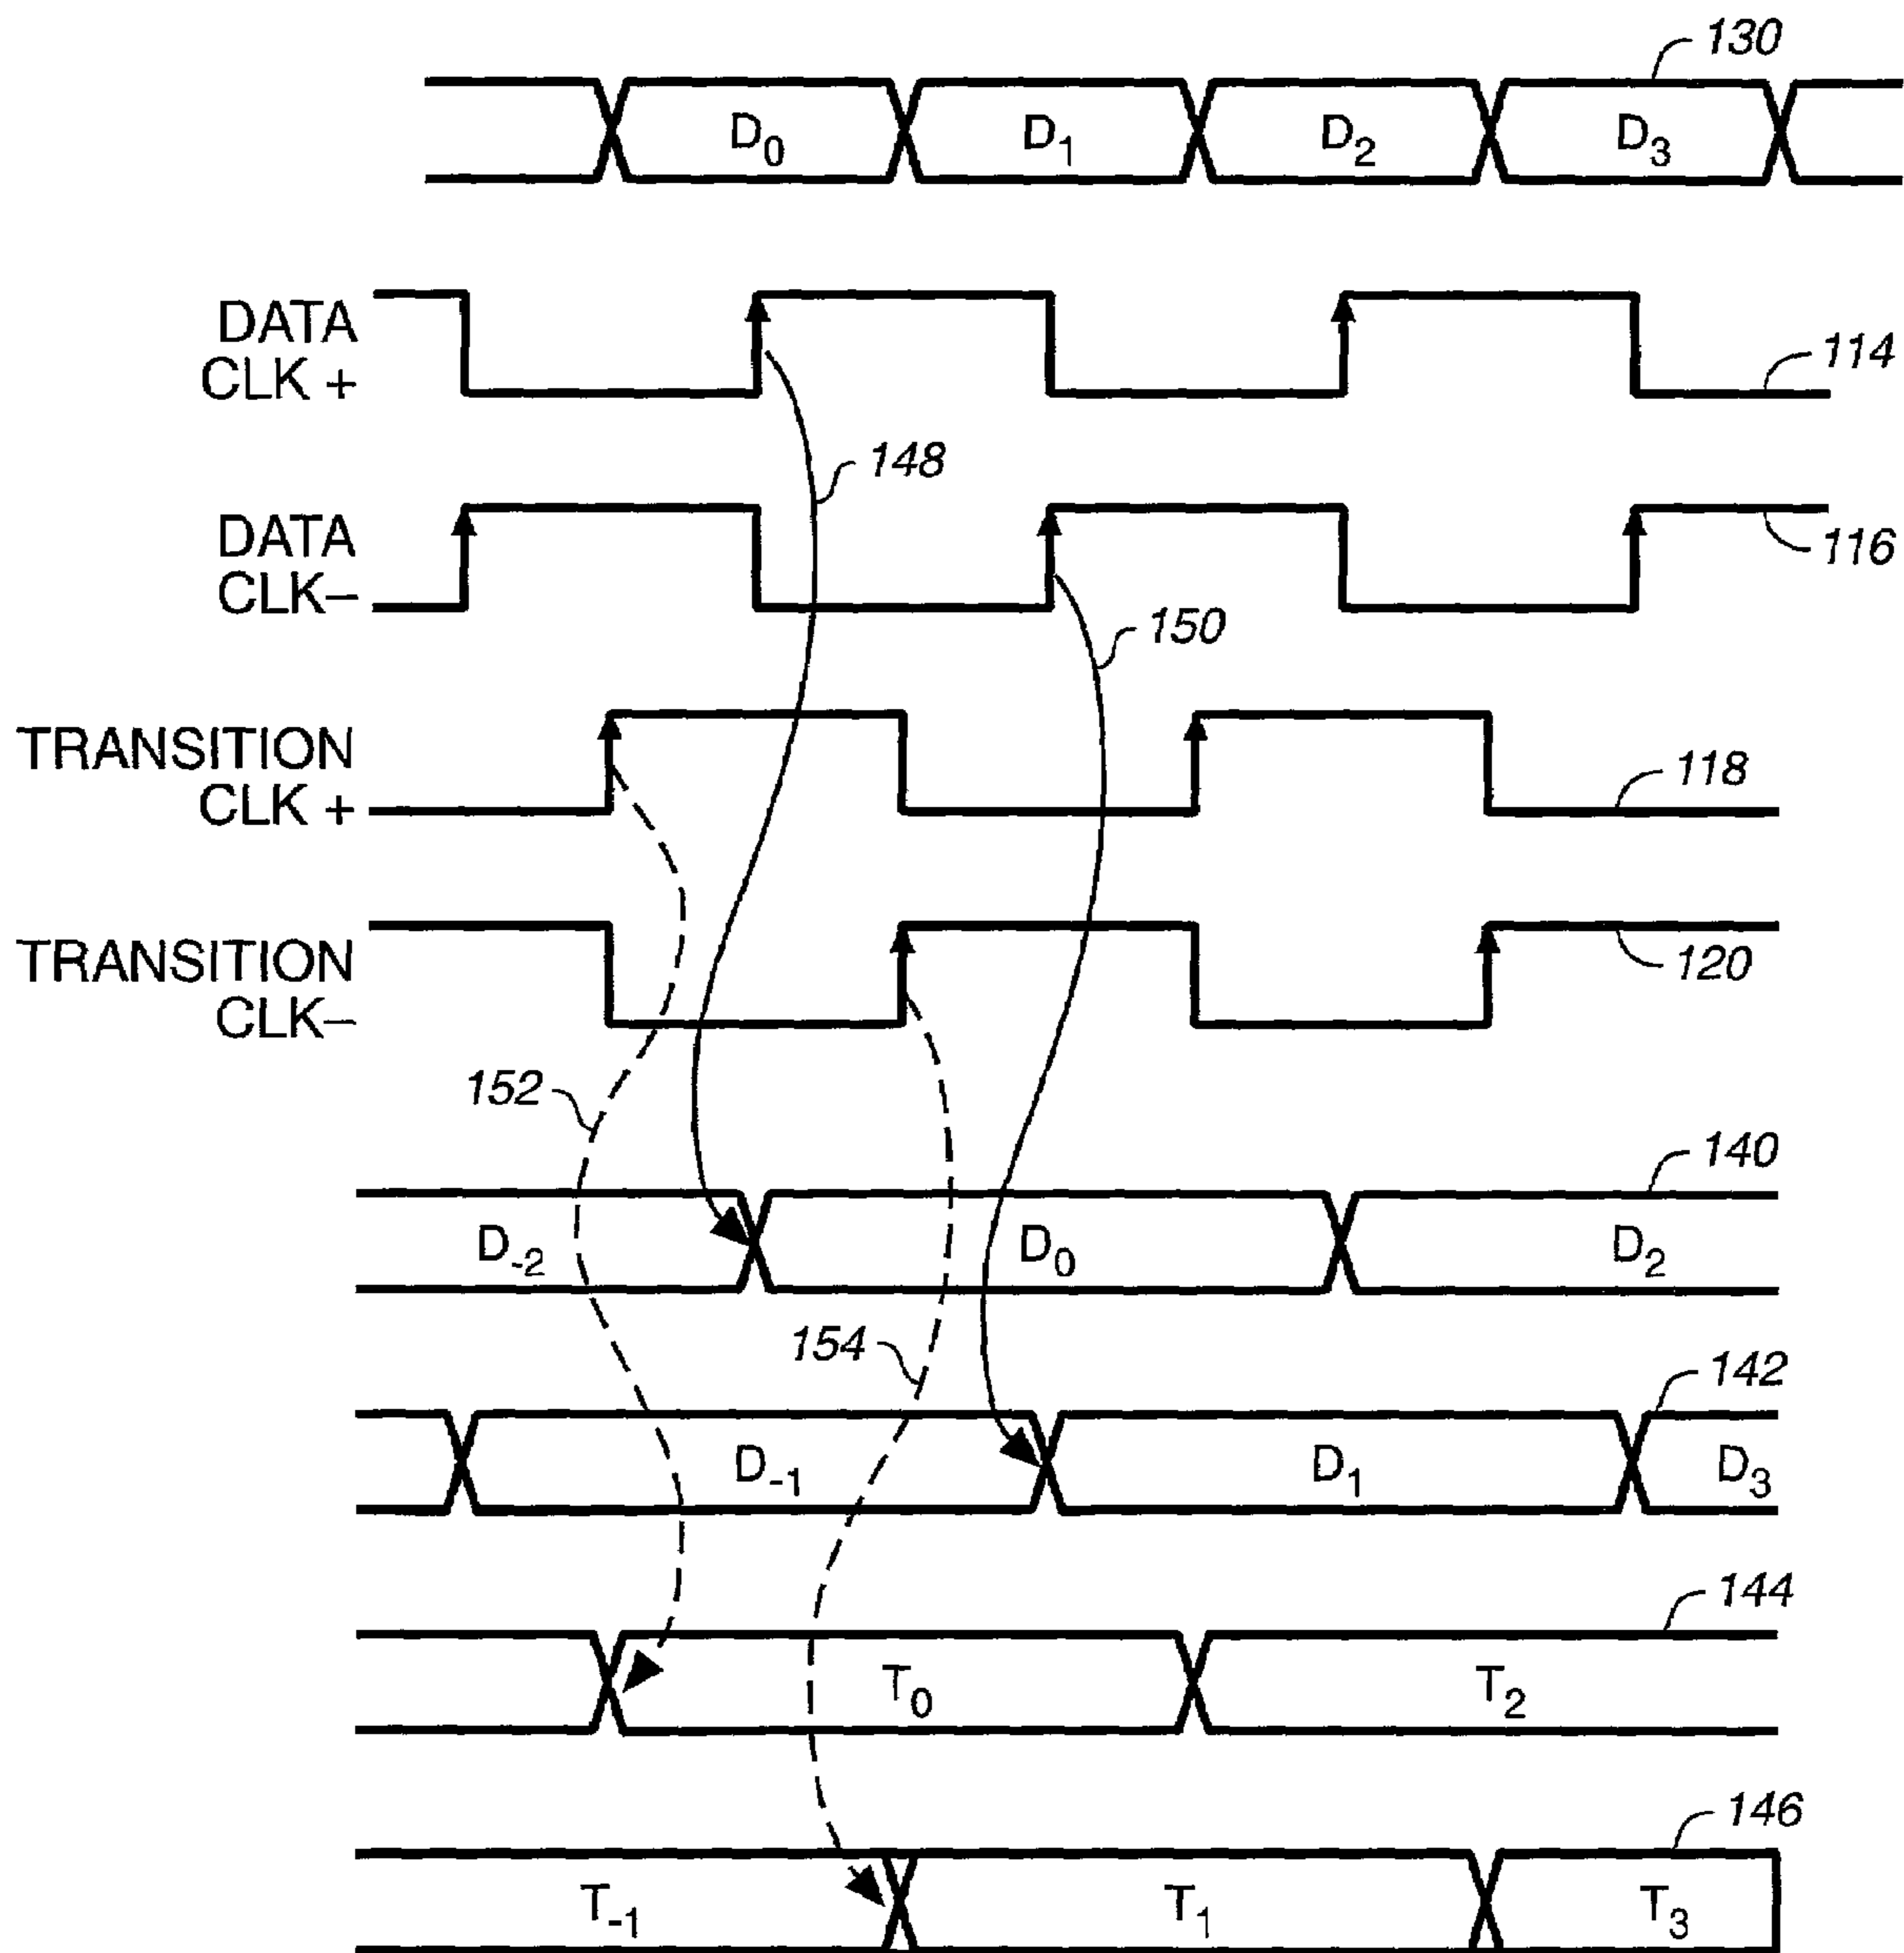 130
D0 D1 D2 D3
DATA
CLK +
114
148
DATA
CLK–
116
150
TRANSITION
CLK +
118
TRANSITION
CLK–
120
152
140
D-2 D0 D2
154
142
D-1 D1 D3
144
T0 T2
146
T-1 T1 T3